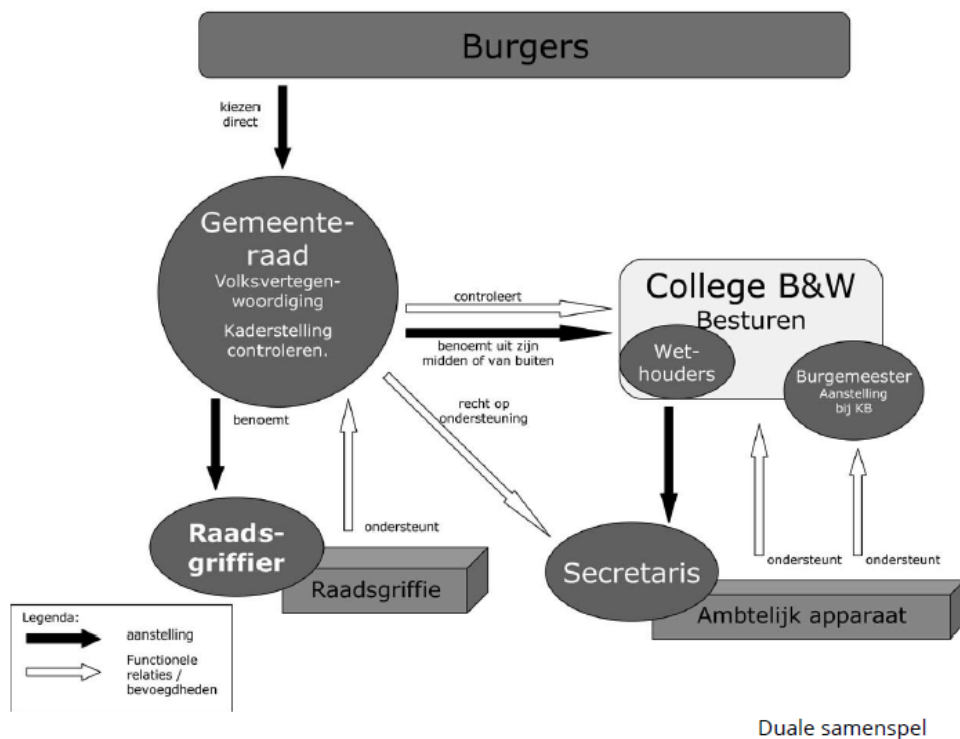 Burgers
kiezen
direct
Gemeente-
raad
Volksvertegen-
woordiging
Kaderstelling
controleren.
controleert
benoemt uit zijn
midden of van buiten
College B&W
Besturen
Wet-
houders
Burgemeester
Aanstelling
bij KB
benoemt
recht op
ondersteuning
Raads-
griffier
ondersteunt
Raadsgriffie
Secretaris
ondersteunt
ondersteunt
Ambtelijk apparaat
Legenda:
aanstelling
Functionele
relaties /
bevoegdheden
Duale samenspel